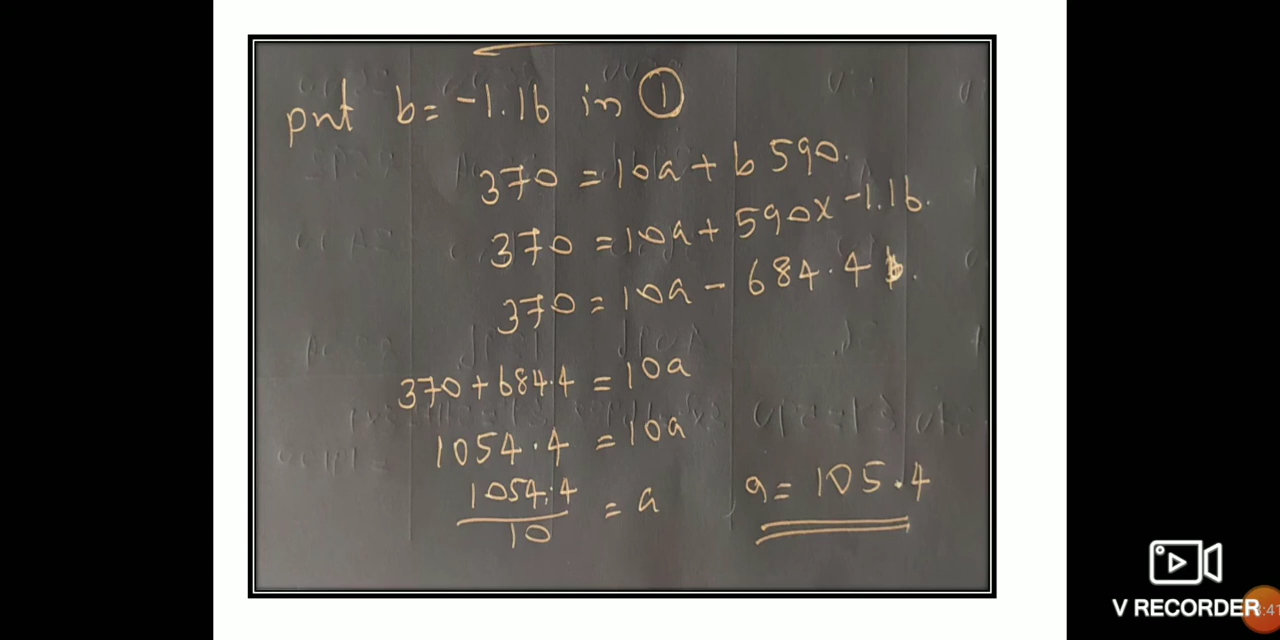 put b= -1.16 in ①
370 = 10a + b 590.
370 = 10a + 590x -1.16.
370 = 10a - 684.4
370 + 684.4 = 10a
1054.4 = 10a
1054.4
10
= a
a = 105.4
V RECORDER
:41